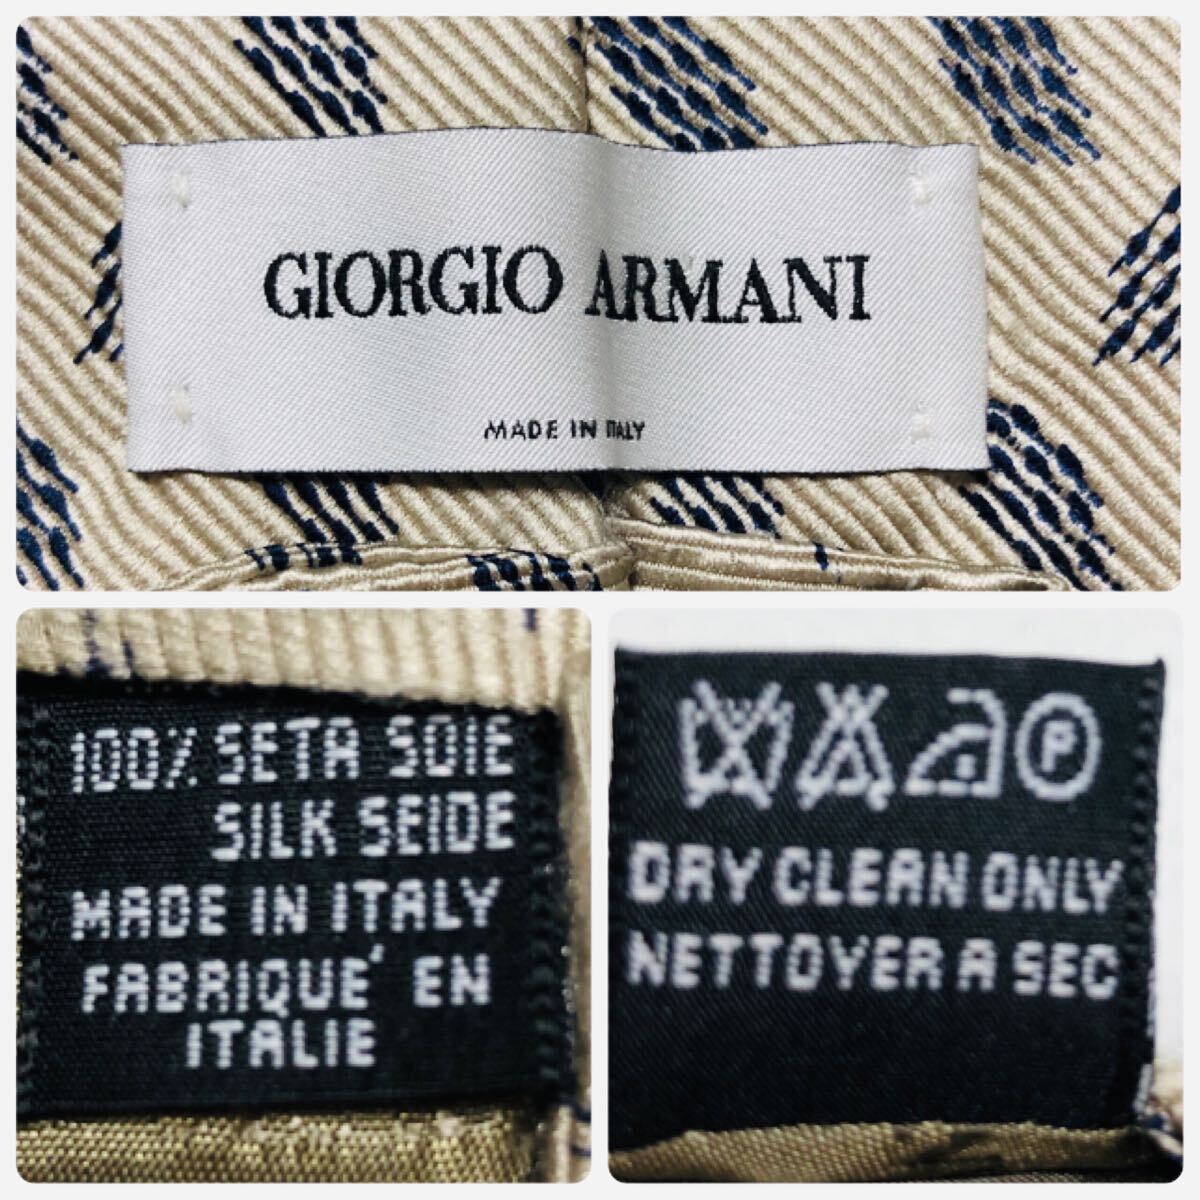 GIORGIO ARMANI
MADE IN ITALY
100% SETA SOIE
SILK SEIDE
MADE IN ITALY
FABRIQUE' EN
ITALIE
P
DRY CLEAN ONLY
NETTOYER A SEC